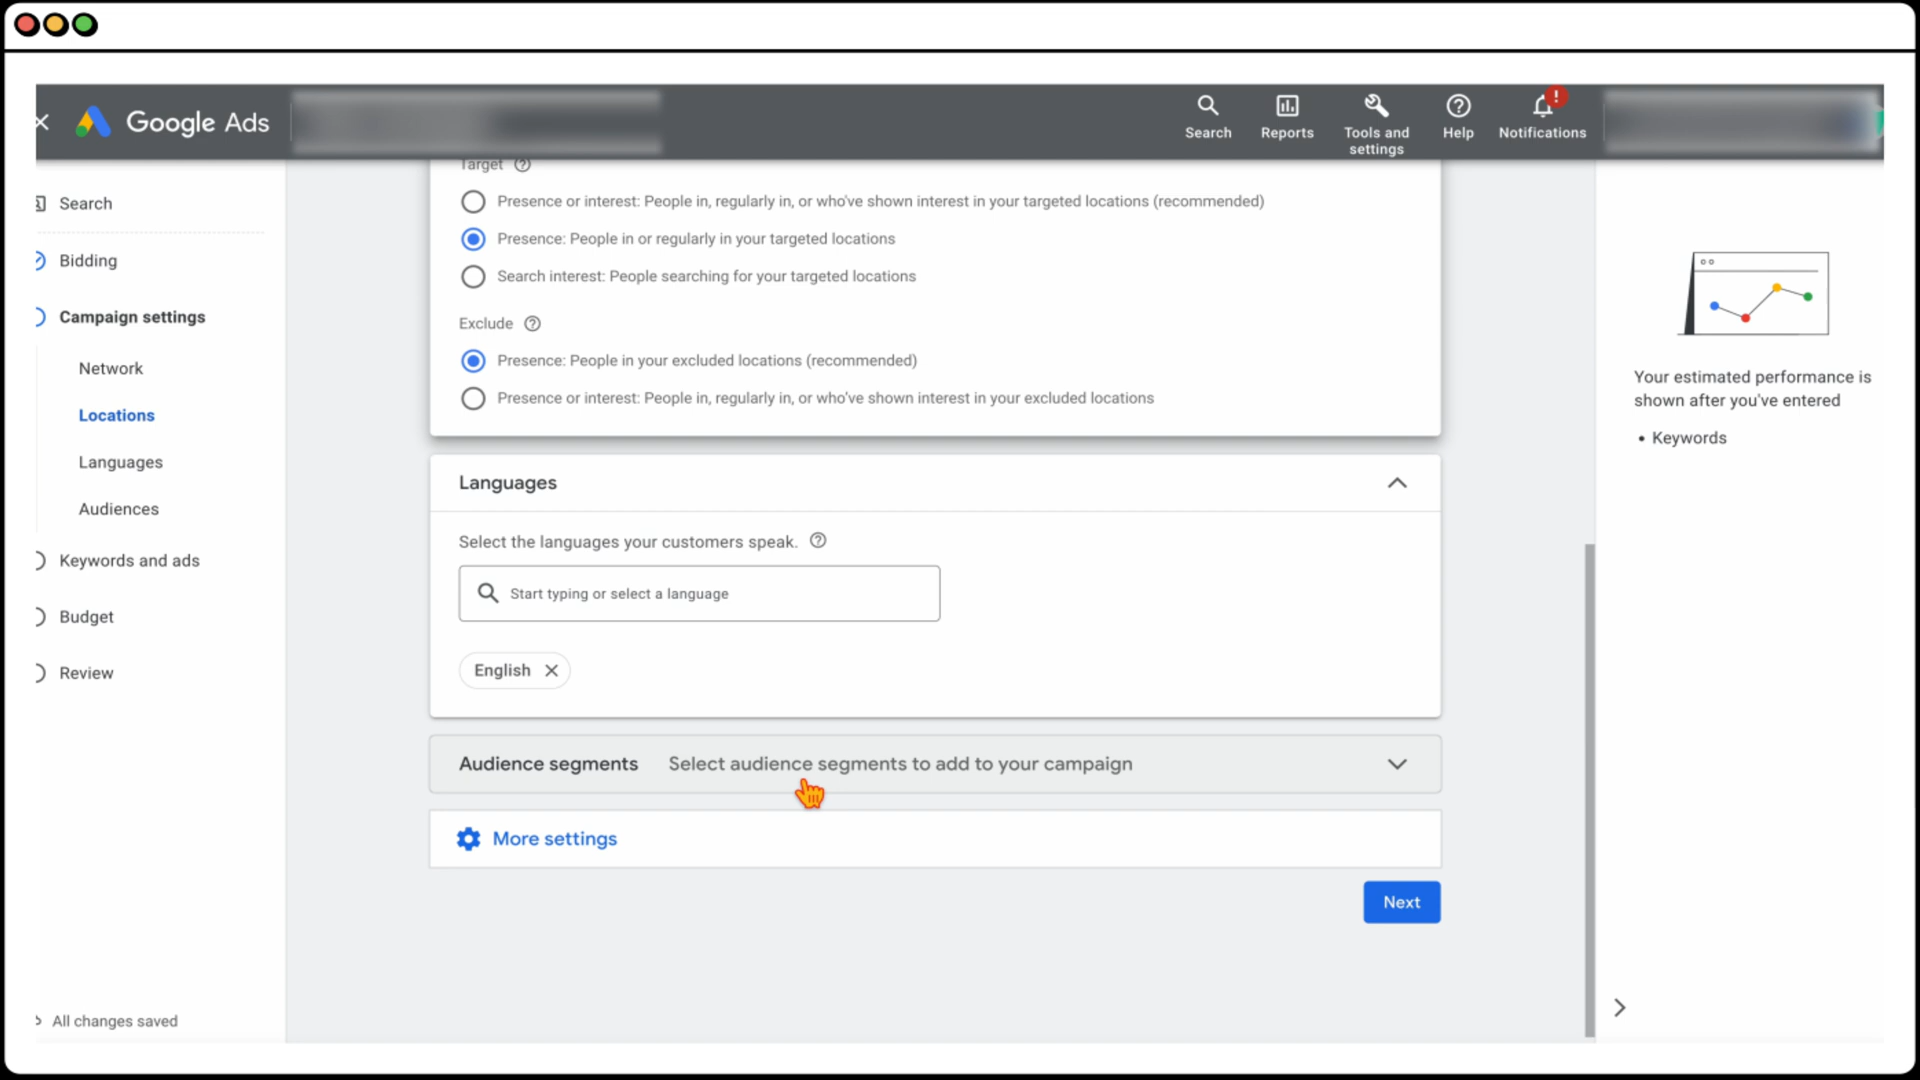 Google Ads
Search
Reports
Tools and
settings
Help
Notifications
!
Search
Bidding
Campaign settings
Network
Locations
Languages
Audiences
Keywords and ads
Budget
Review
All changes saved
Target
Presence or interest: People in, regularly in, or who've shown interest in your targeted locations (recommended)
Presence: People in or regularly in your targeted locations
Search interest: People searching for your targeted locations
Exclude
Presence: People in your excluded locations (recommended)
Presence or interest: People in, regularly in, or who've shown interest in your excluded locations
Languages
Select the languages your customers speak.
Start typing or select a language
English
Audience segments Select audience segments to add to your campaign
More settings
Next
Your estimated performance is
shown after you've entered
• Keywords